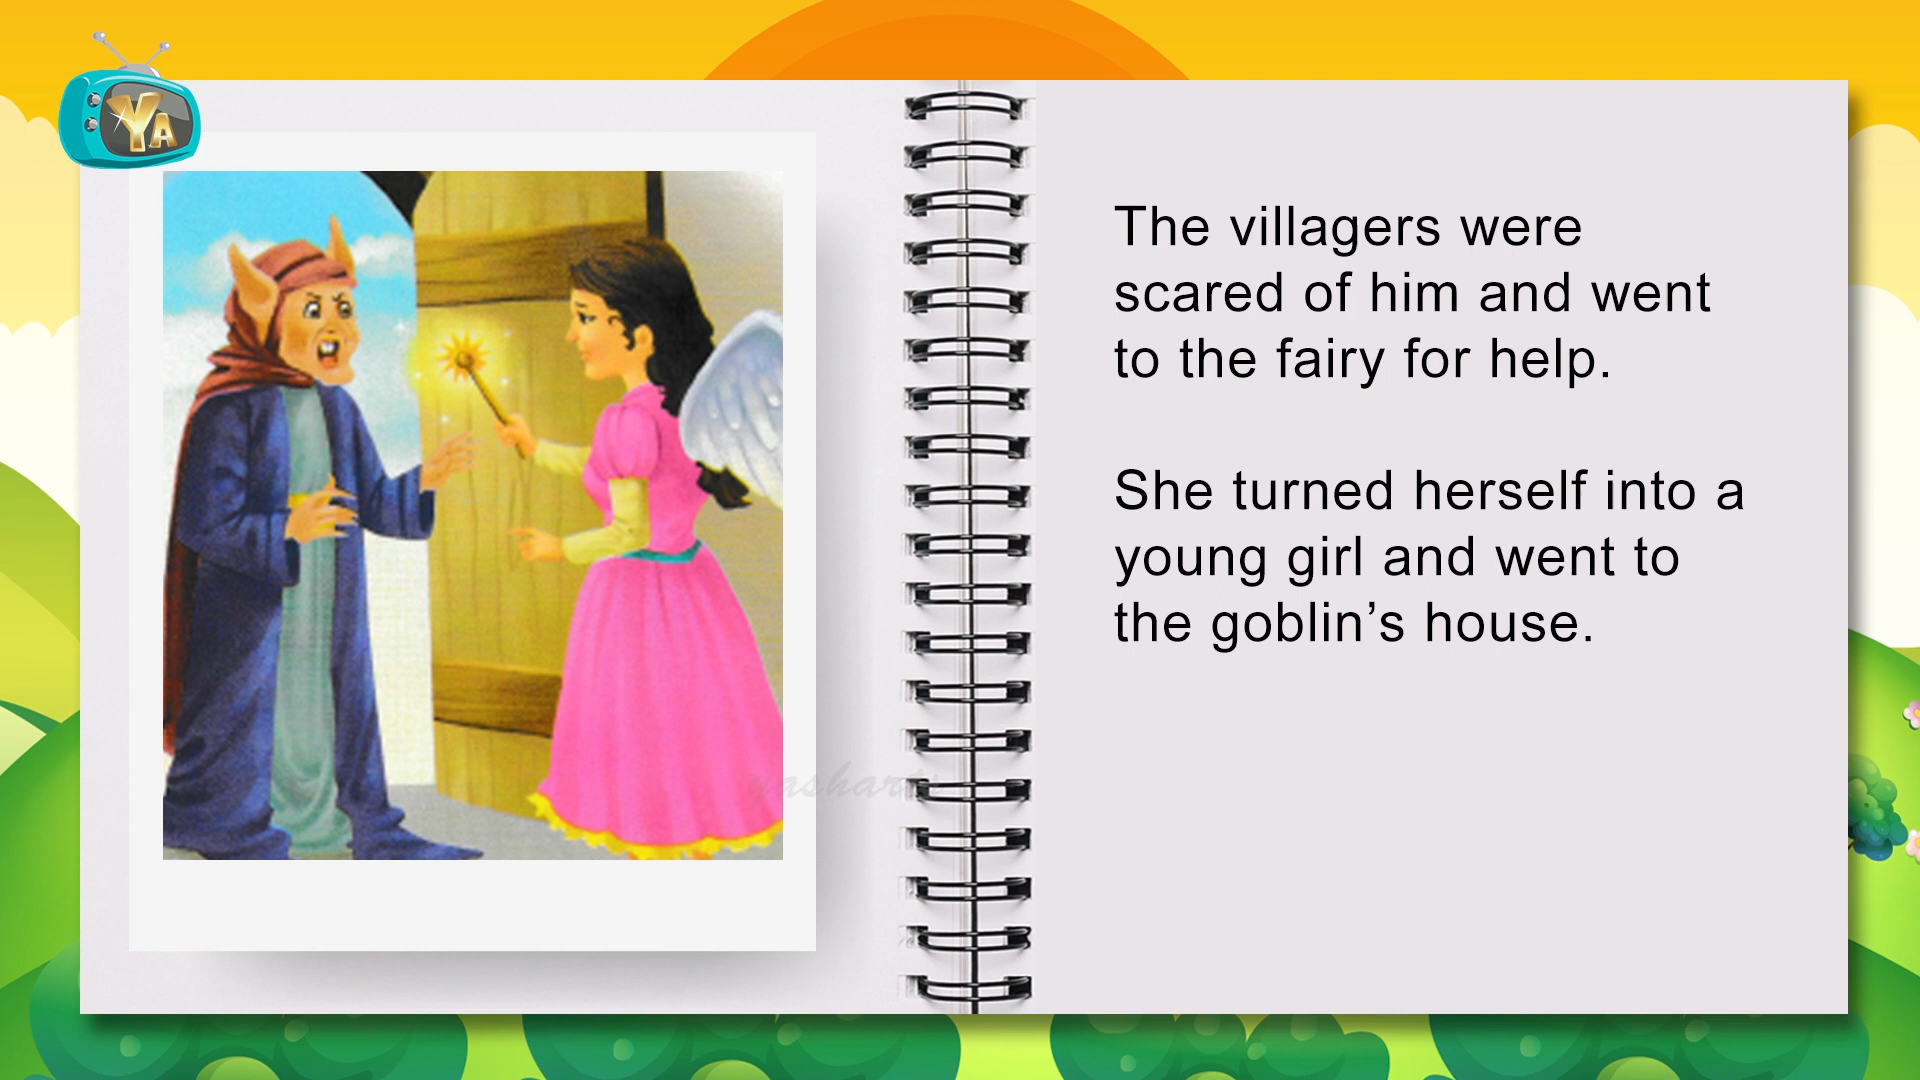 YA
The villagers were
scared of him and went
to the fairy for help.
She turned herself into a
young girl and went to
the goblin’s house.
yasharts